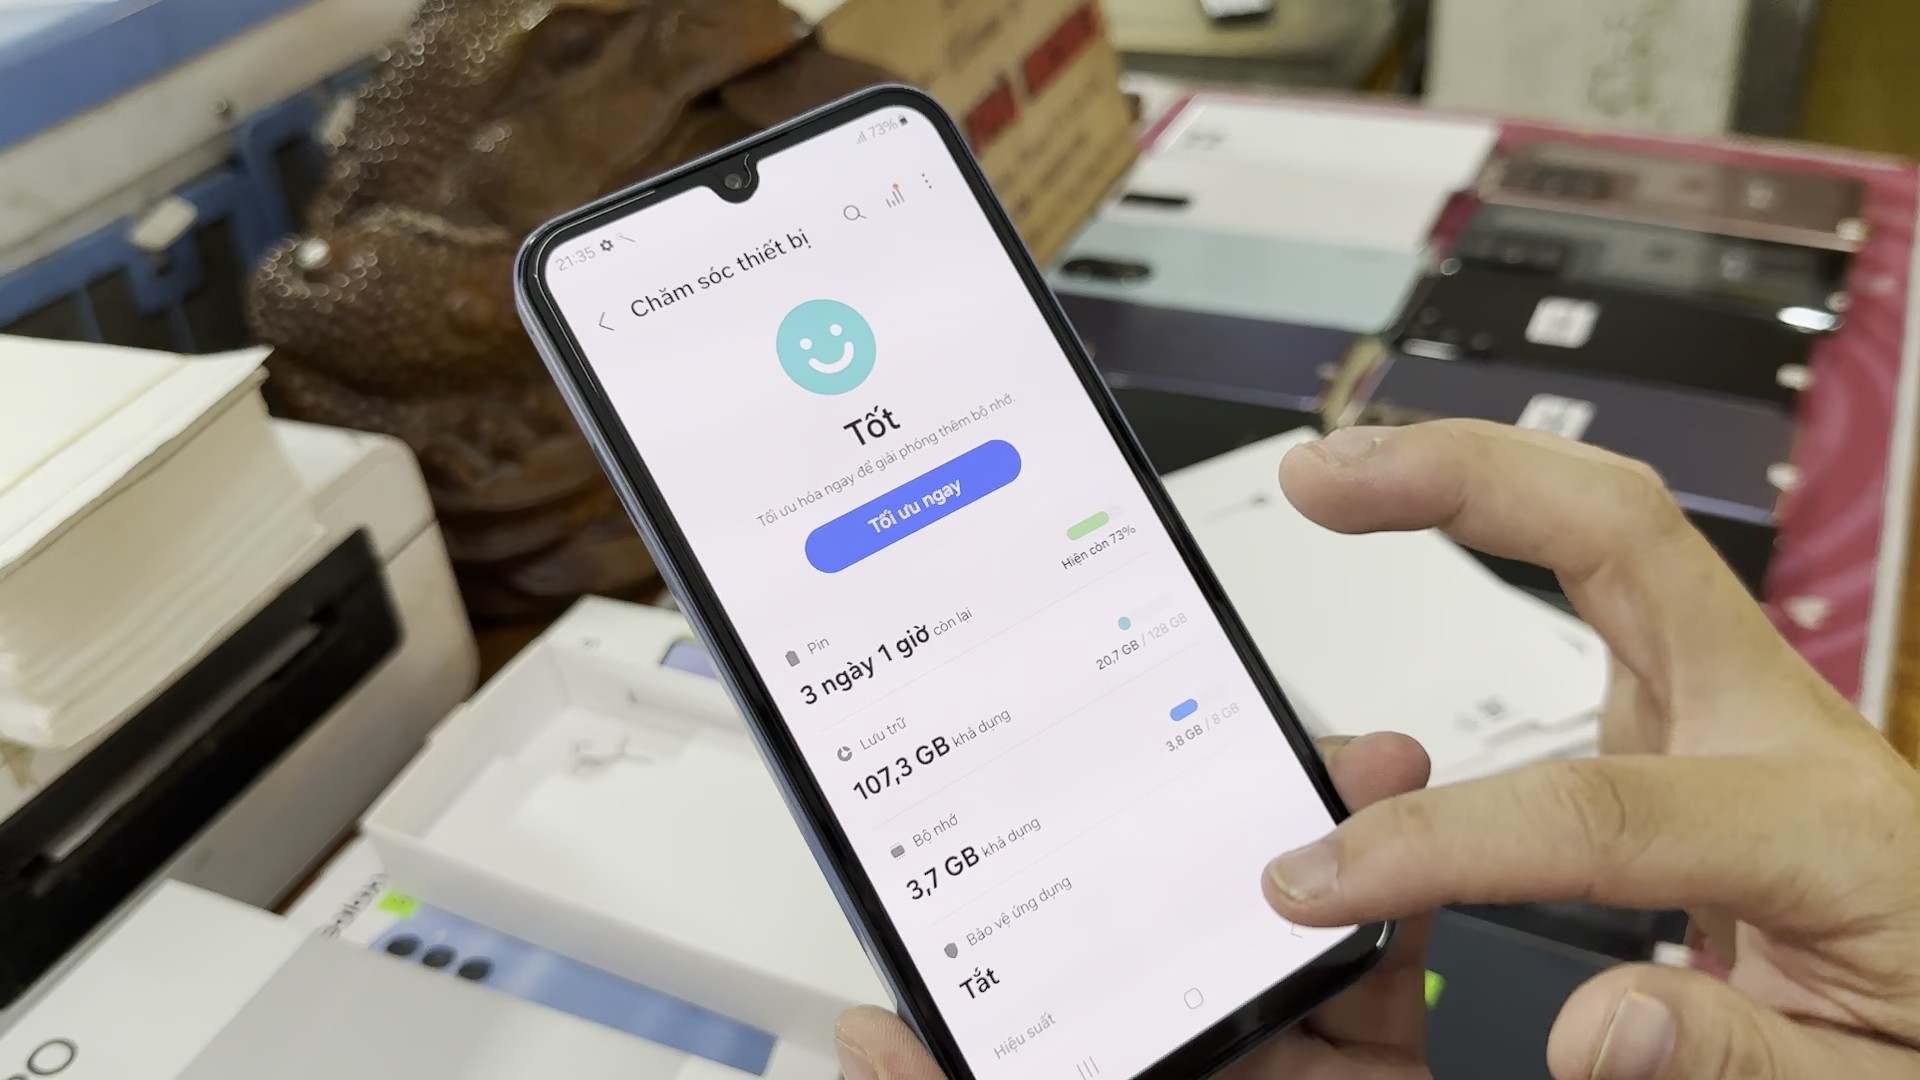 21:35
73%
Chăm sóc thiết bị
Tốt
Tối ưu hóa ngay để giải phóng thêm bộ nhớ.
Tối ưu ngay
Pin
3 ngày 1 giờ còn lại
Hiện còn 73%
Lưu trữ
107,3 GB khả dụng
20,7 GB / 128 GB
Bộ nhớ
3,7 GB khả dụng
3,8 GB / 8 GB
Bảo vệ ứng dụng
Tắt
Hiệu suất